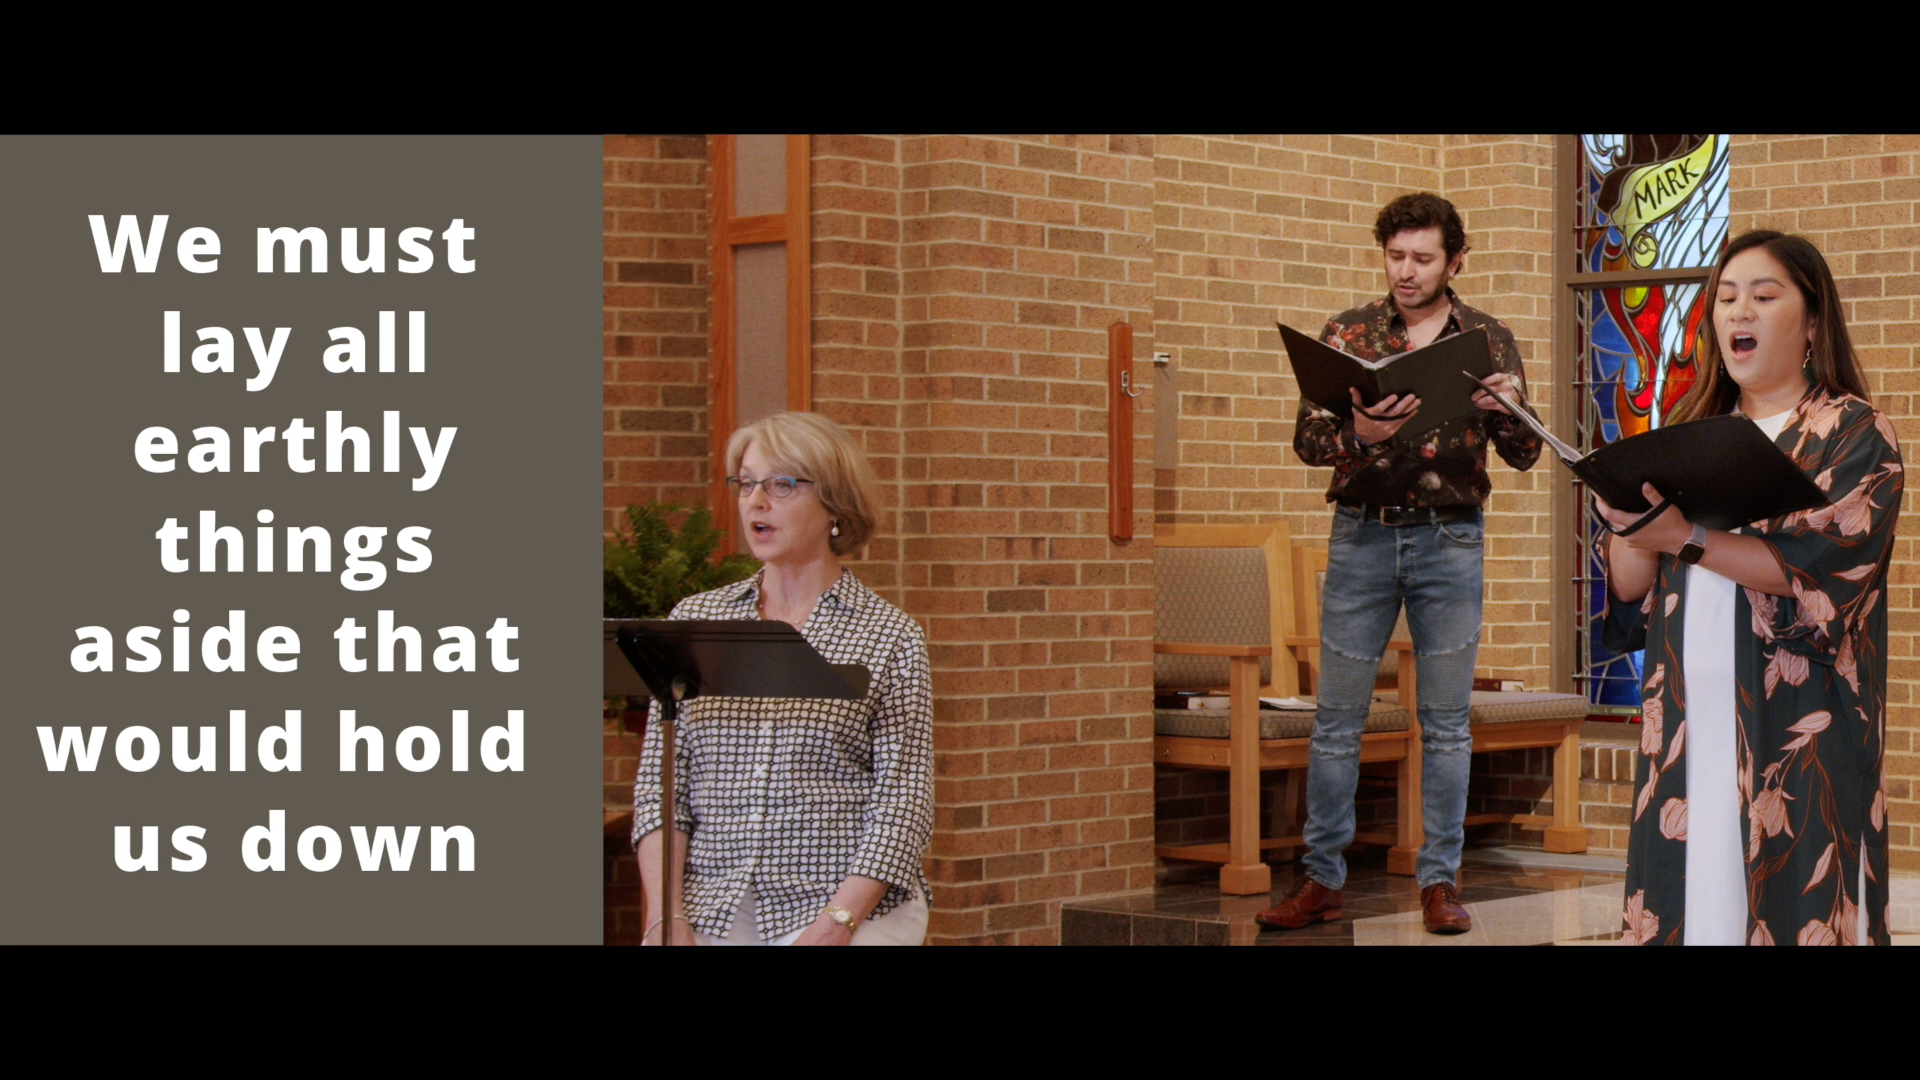 We must
lay all
earthly
things
aside that
would hold
us down
MARK